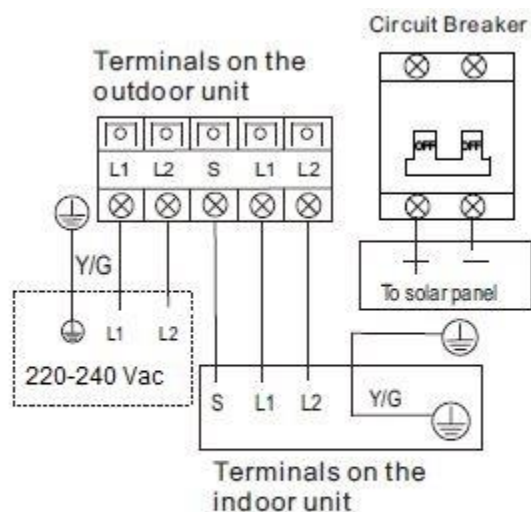 Circuit Breaker
Terminals on the
outdoor unit
OFF OFF
L1 L2 S L1 L2
Y/G
+ −
To solar panel
L1 L2
220-240 Vac
S L1 L2 Y/G
Terminals on the
indoor unit